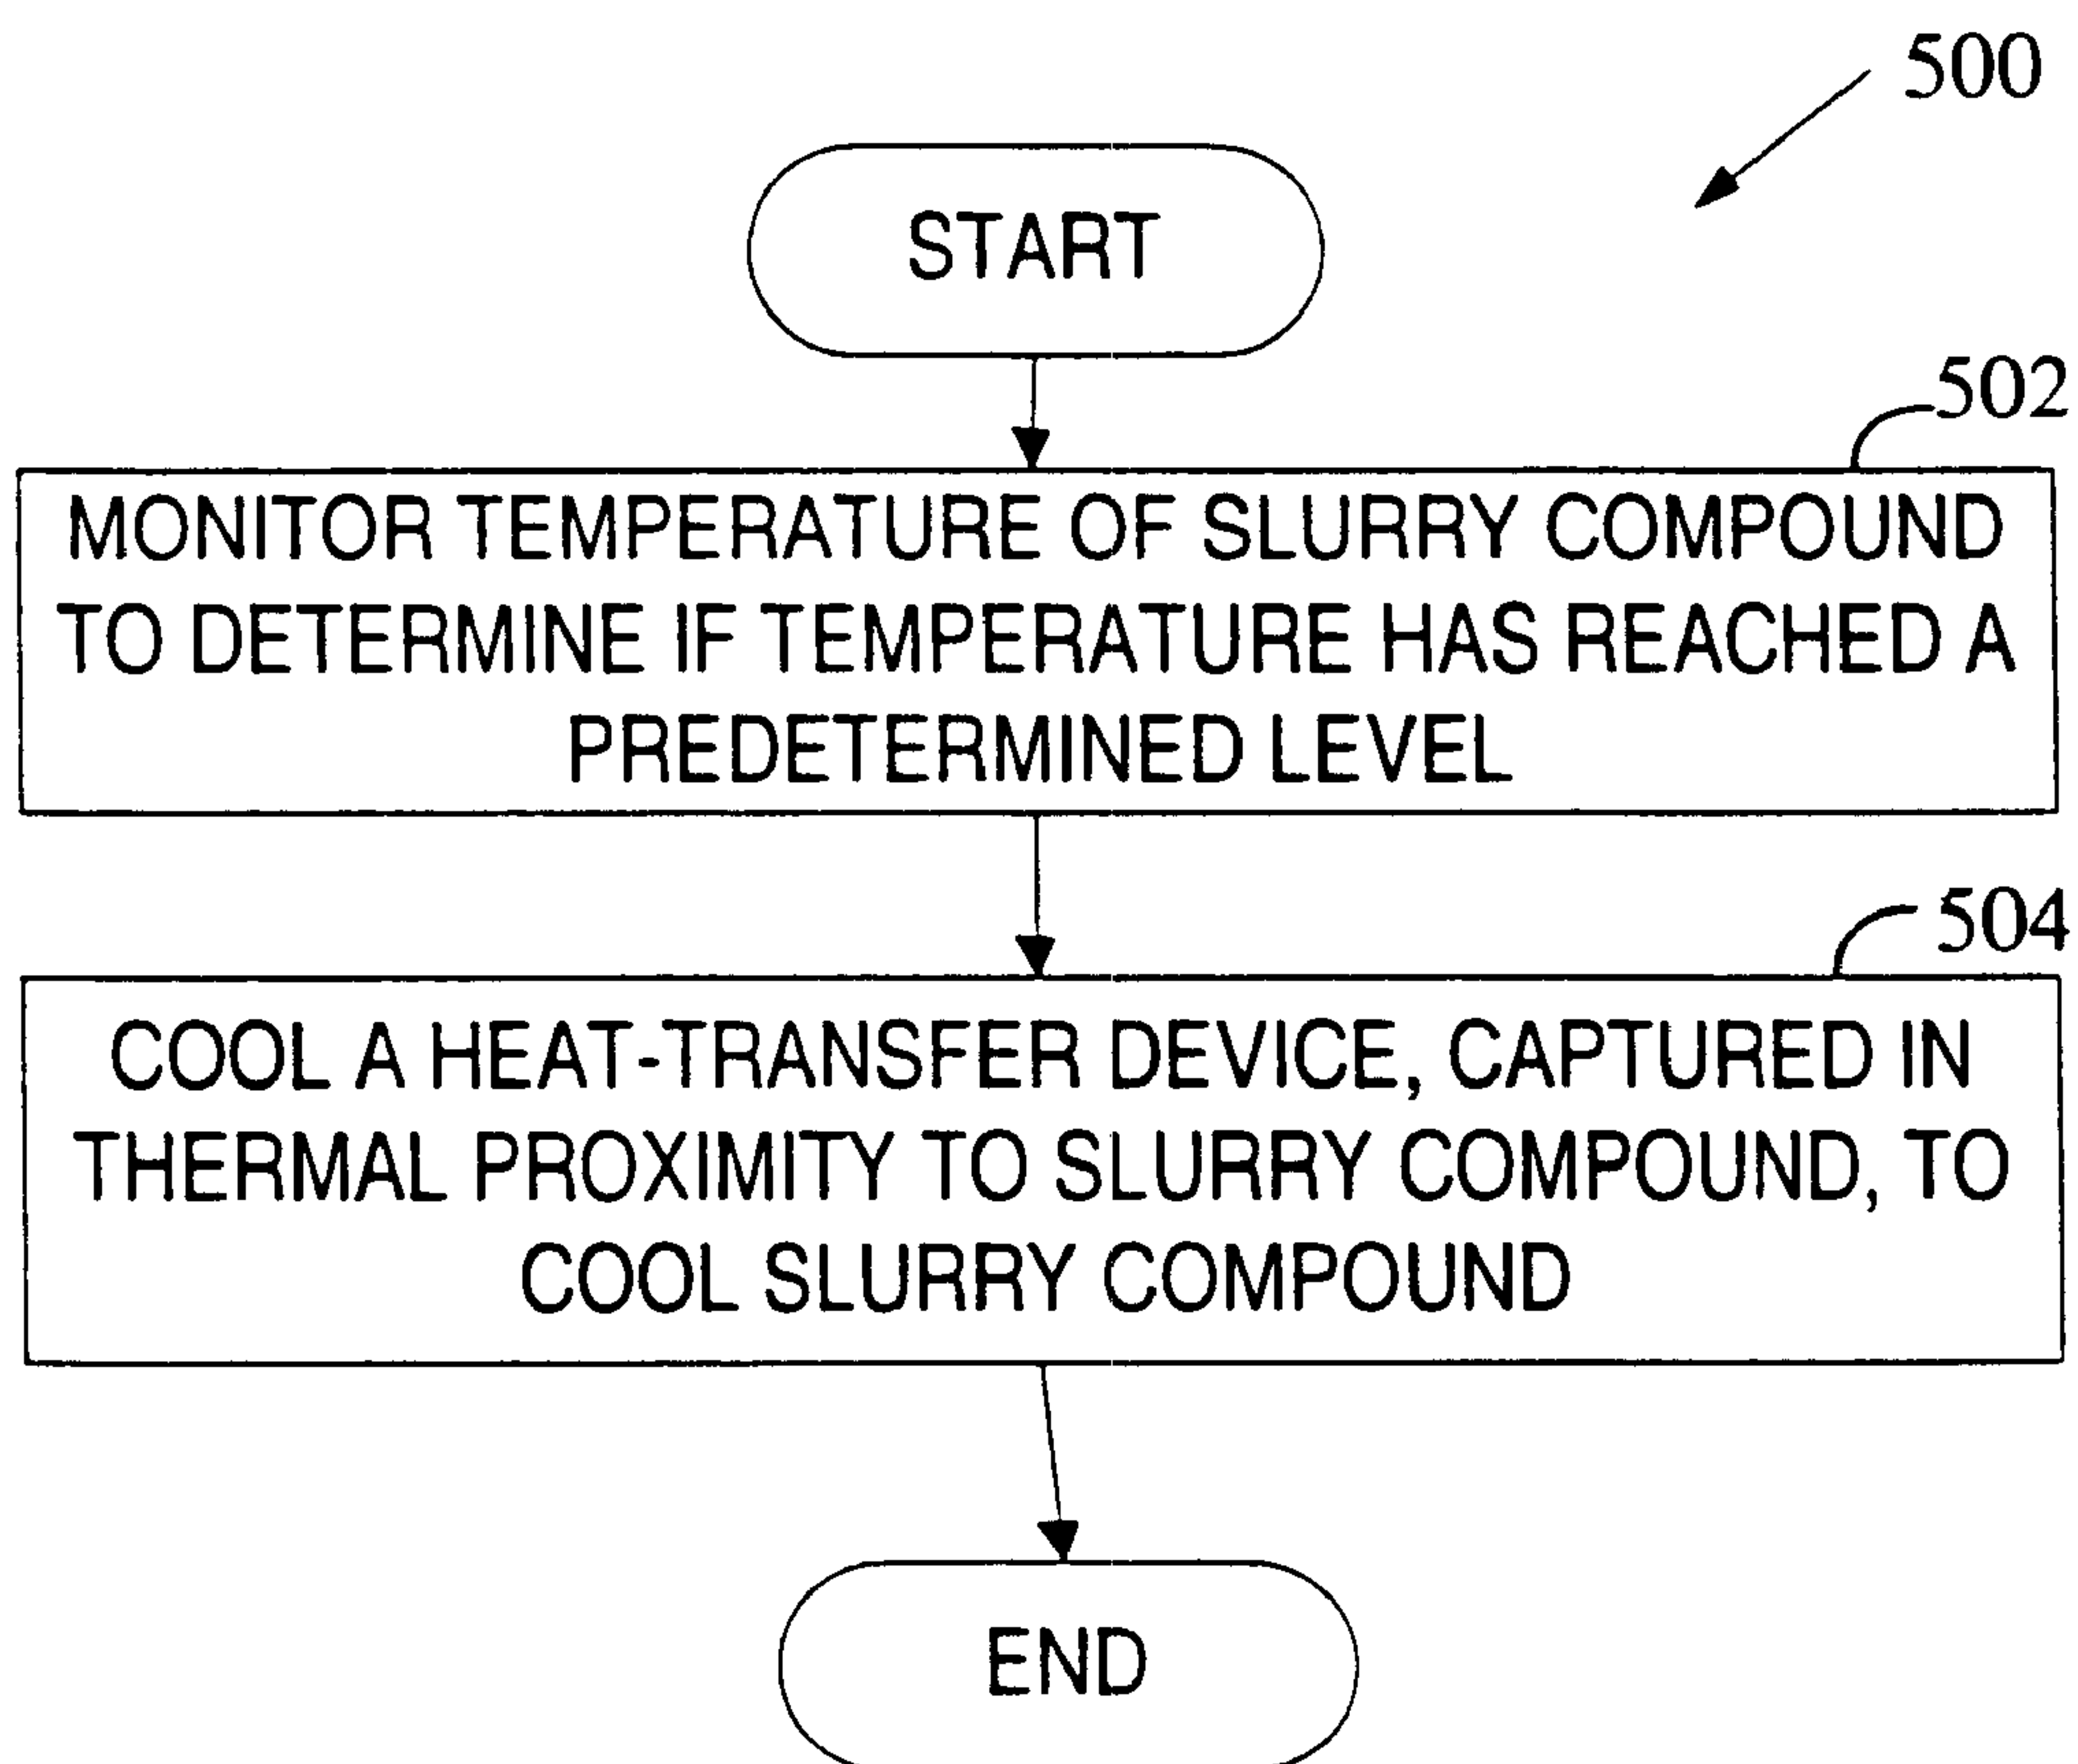 500
START
502
MONITOR TEMPERATURE OF SLURRY COMPOUND
TO DETERMINE IF TEMPERATURE HAS REACHED A
PREDETERMINED LEVEL
504
COOL A HEAT-TRANSFER DEVICE, CAPTURED IN
THERMAL PROXIMITY TO SLURRY COMPOUND, TO
COOL SLURRY COMPOUND
END